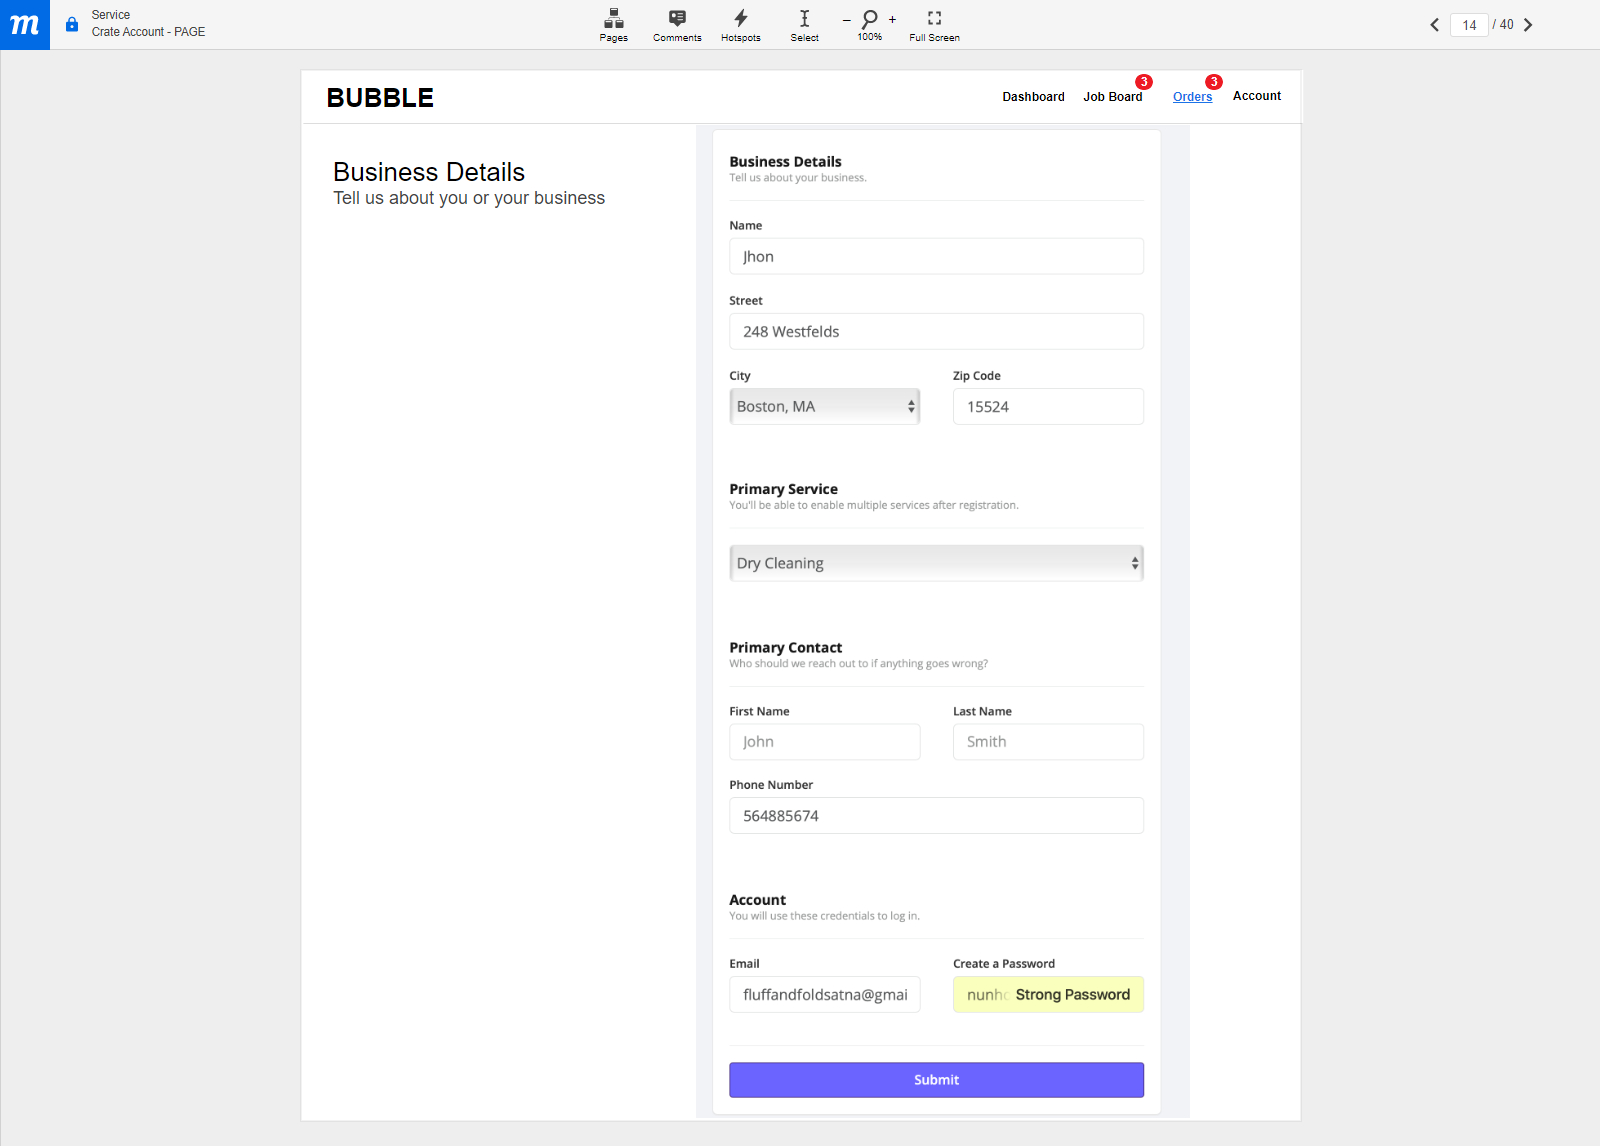 m
Service
Crate Account - PAGE
Pages
Comments
Hotspots
Select
– 100% +
Full Screen
14 / 40
BUBBLE
Dashboard
Job Board 3
Orders 3
Account
Business Details
Tell us about you or your business
Business Details
Tell us about your business.
Name
Jhon
Street
248 Westfelds
City Zip Code
Boston, MA 15524
Primary Service
You'll be able to enable multiple services after registration.
Dry Cleaning
Primary Contact
Who should we reach out to if anything goes wrong?
First Name Last Name
John Smith
Phone Number
564885674
Account
You will use these credentials to log in.
Email Create a Password
fluffandfoldsatna@gmai nunhc Strong Password
Submit